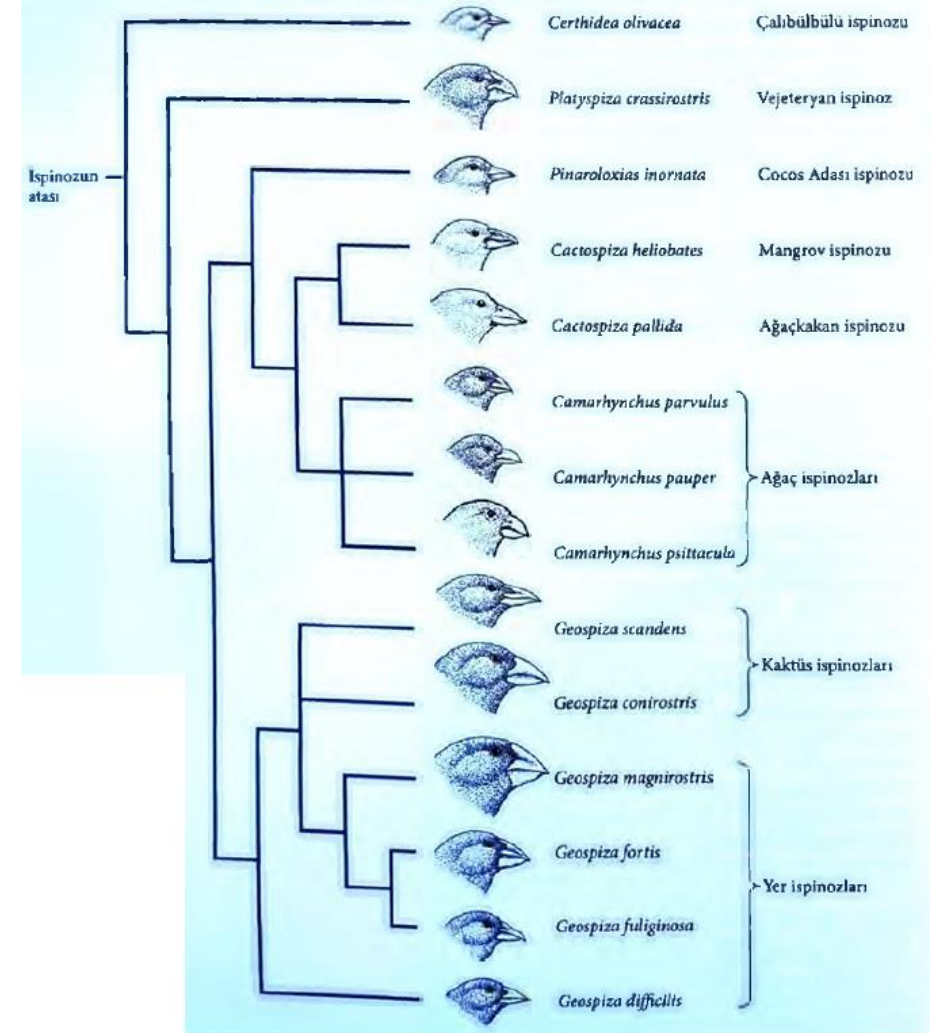 Certhidea olivacea Çalıbülbülü ispinozu
Platyspiza crassirostris Vejeteryan ispinoz
İspinozun
atası
Pinaroloxias inornata Cocos Adası ispinozu
Cactospiza heliobates Mangrov ispinozu
Cactospiza pallida Ağaçkakan ispinozu
Camarhynchus parvulus
Camarhynchus pauper Ağaç ispinozları
Camarhynchus psittacula
Geospiza scandens
Kaktüs ispinozları
Geospiza conirostris
Geospiza magnirostris
Geospiza fortis
Yer ispinozları
Geospiza fuliginosa
Geospiza difficilis